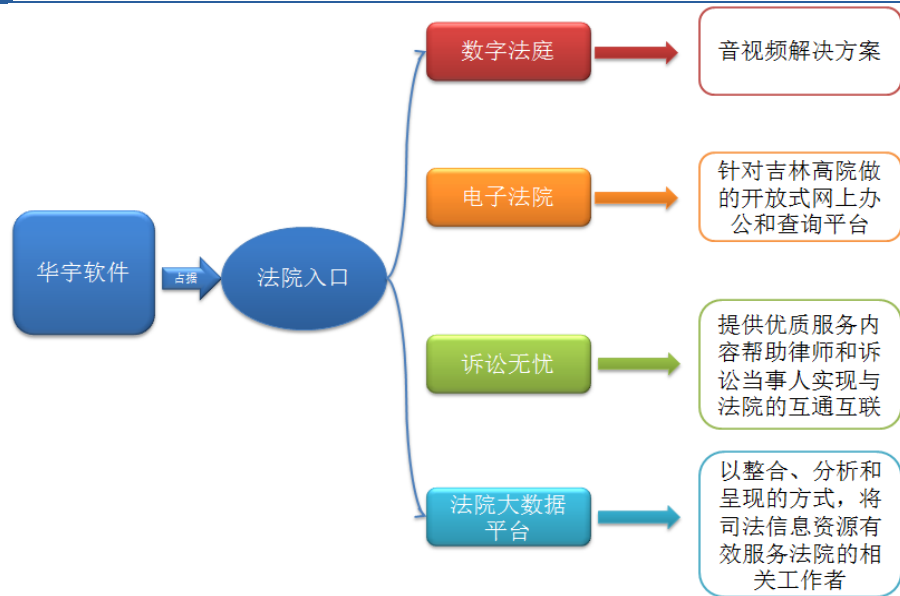 华宇软件
占据
法院入口
数字法庭
音视频解决方案
电子法院
针对吉林高院做
的开放式网上办
公和查询平台
诉讼无忧
提供优质服务内
容帮助律师和诉
讼当事人实现与
法院的互通互联
法院大数据
平台
以整合、分析和
呈现的方式，将
司法信息资源有
效服务法院的相
关工作者